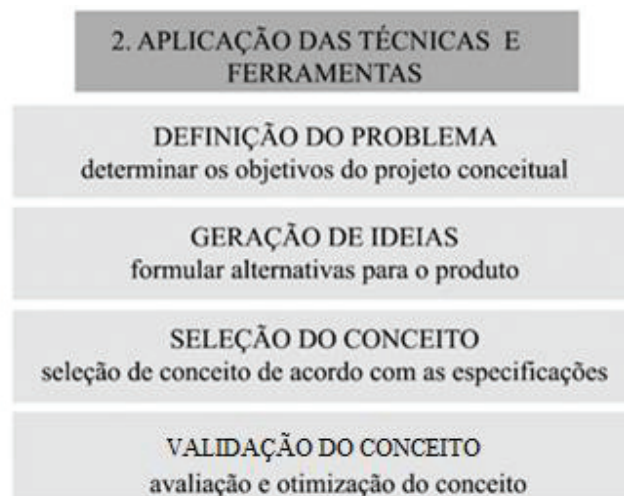 2. APLICAÇÃO DAS TÉCNICAS E
FERRAMENTAS
DEFINIÇÃO DO PROBLEMA
determinar os objetivos do projeto conceitual
GERAÇÃO DE IDEIAS
formular alternativas para o produto
SELEÇÃO DO CONCEITO
seleção de conceito de acordo com as especificações
VALIDAÇÃO DO CONCEITO
avaliação e otimização do conceito